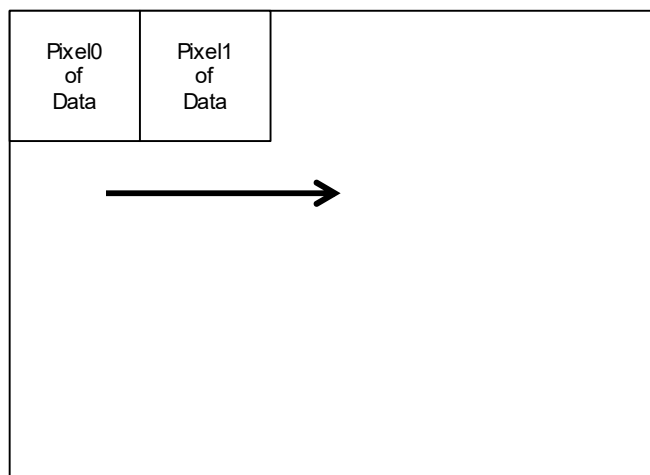 Pixel0
of
Data
Pixel1
of
Data